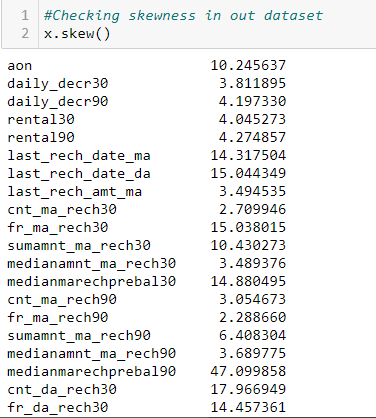 1 #Checking skewness in out dataset
2 x.skew()
aon 10.245637
daily_decr30 3.811895
daily_decr90 4.197330
rental30 4.045273
rental90 4.274857
last_rech_date_ma 14.317504
last_rech_date_da 15.044349
last_rech_amt_ma 3.494535
cnt_ma_rech30 2.709946
fr_ma_rech30 15.038015
sumamnt_ma_rech30 10.430273
medianamnt_ma_rech30 3.489376
medianmarechprebal30 14.880495
cnt_ma_rech90 3.054673
fr_ma_rech90 2.288660
sumamnt_ma_rech90 6.408304
medianamnt_ma_rech90 3.689775
medianmarechprebal90 47.099858
cnt_da_rech30 17.966949
fr_da_rech30 14.457361